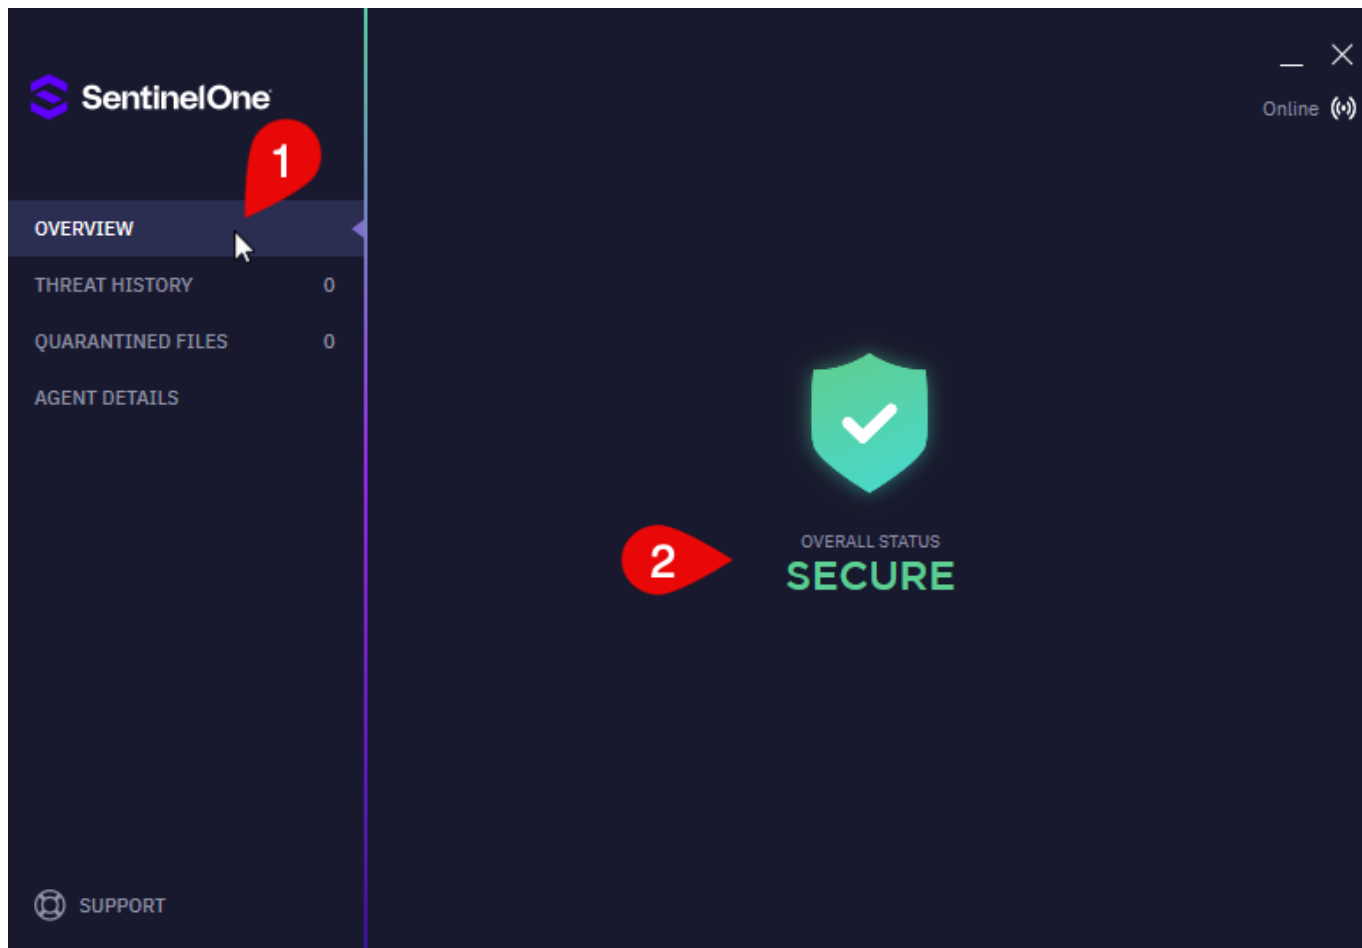 SentinelOne
1
OVERVIEW
THREAT HISTORY 0
QUARANTINED FILES 0
AGENT DETAILS
SUPPORT
Online
2
OVERALL STATUS
SECURE